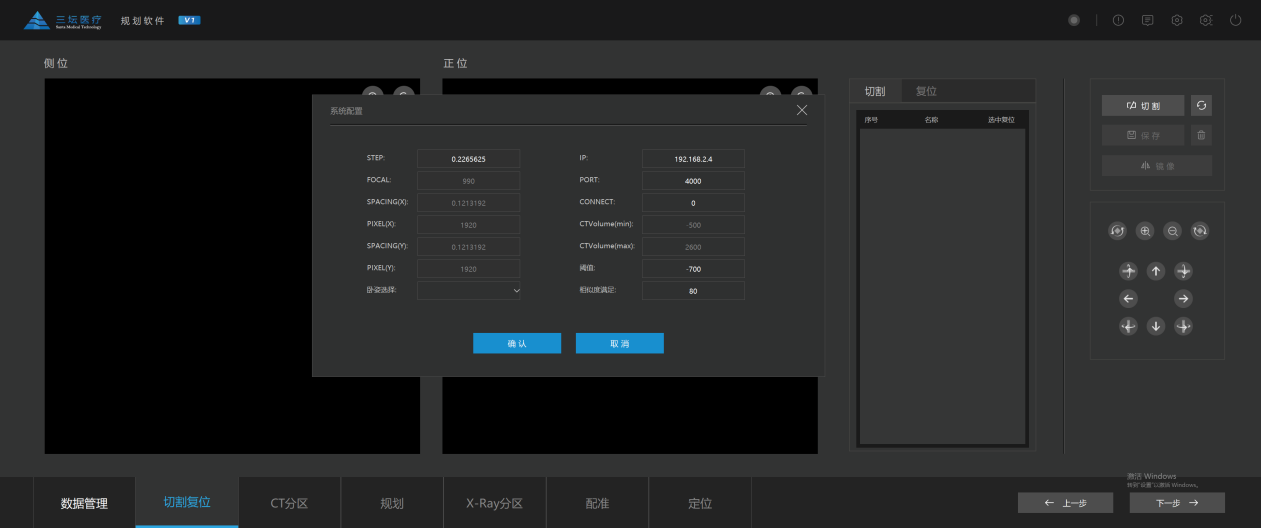 三坛医疗
Santa Medical Technology
规划软件
V1
侧位
正位
系统配置
STEP:
0.2265625
IP:
192.168.2.4
FOCAL:
990
PORT:
4000
SPACING(X):
0.1213192
CONNECT:
0
PIXEL(X):
1920
CTVolume(min):
-500
SPACING(Y):
0.1213192
CTVolume(max):
2600
PIXEL(Y):
1920
阈值:
-700
卧姿选择:
相似度满足:
80
确认
取消
切割
复位
序号
名称
选中复位
切割
保存
镜像
激活 Windows
转到"设置"以激活 Windows。
数据管理
切割复位
CT分区
规划
X-Ray分区
配准
定位
上一步
下一步